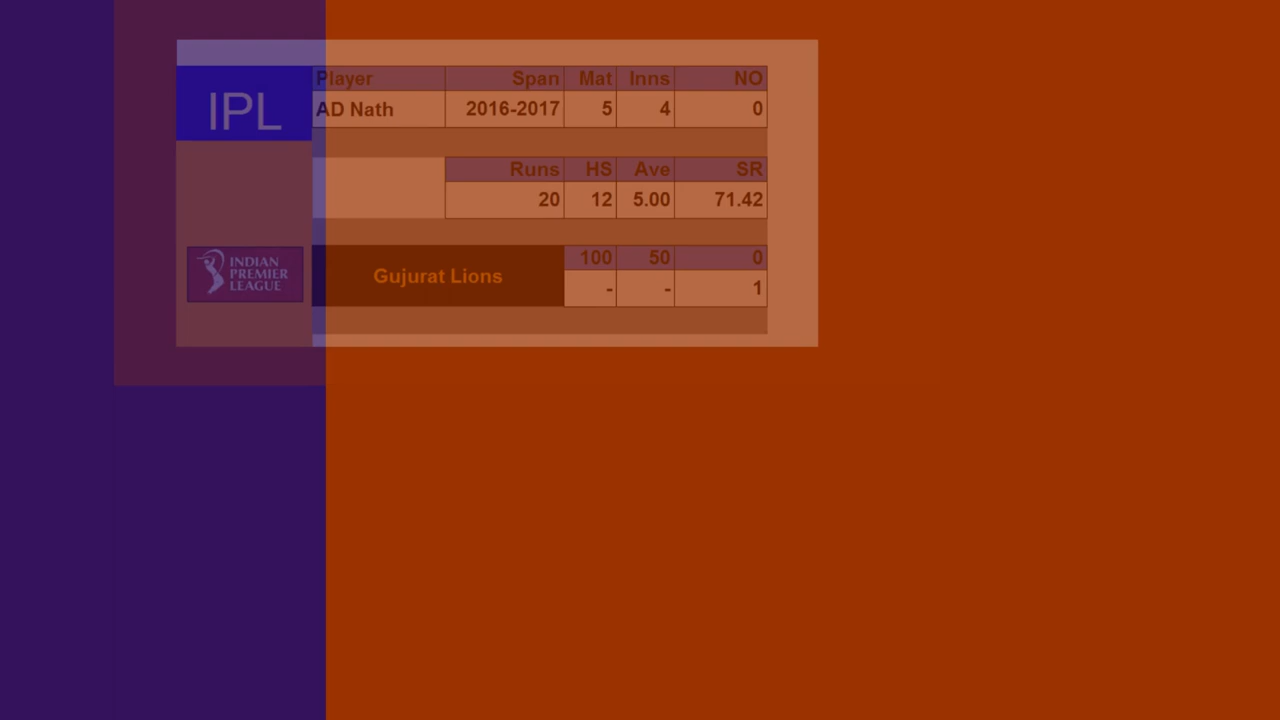 Player Span Mat Inns NO
IPL
AD Nath 2016-2017 5 4 0
Runs HS Ave SR
20 12 5.00 71.42
INDIAN
PREMIER
LEAGUE
Gujurat Lions
100 50 0
- - 1